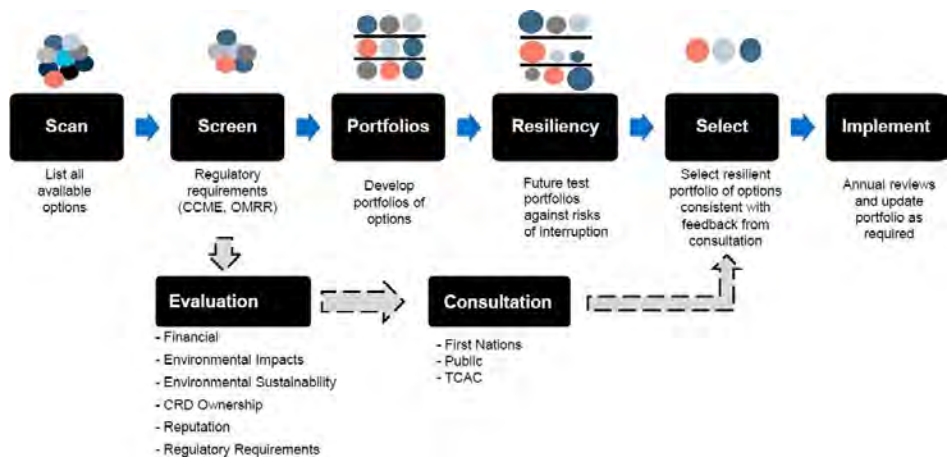 Scan
Screen
Portfolios
Resiliency
Select
Implement
List all
available
options
Regulatory
requirements
(CCME, OMRR)
Develop
portfolios of
options
Future test
portfolios
against risks
of interruption
Select resilient
portfolio of options
consistent with
feedback from
consultation
Annual reviews
and update
portfolio as
required
Evaluation
- Financial
- Environmental Impacts
- Environmental Sustainability
- CRD Ownership
- Reputation
- Regulatory Requirements
Consultation
- First Nations
- Public
- TCAC